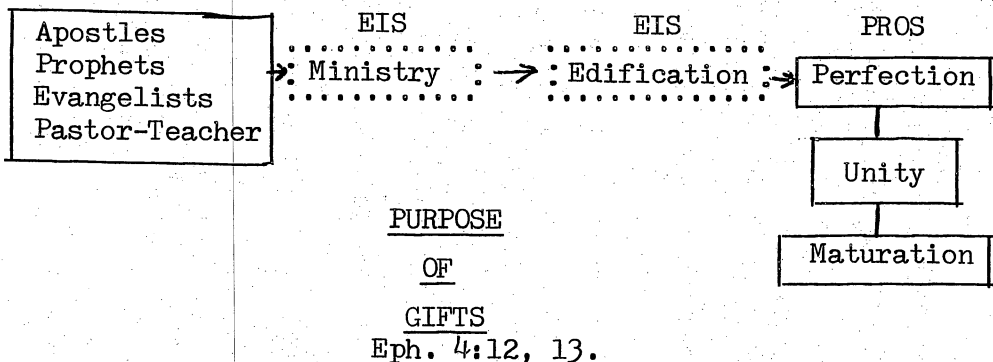 EIS EIS PROS
Apostles
Prophets
Evangelists
Pastor-Teacher
Ministry
Edification
Perfection
Unity
Maturation
PURPOSE
OF
GIFTS
Eph. 4:12, 13.